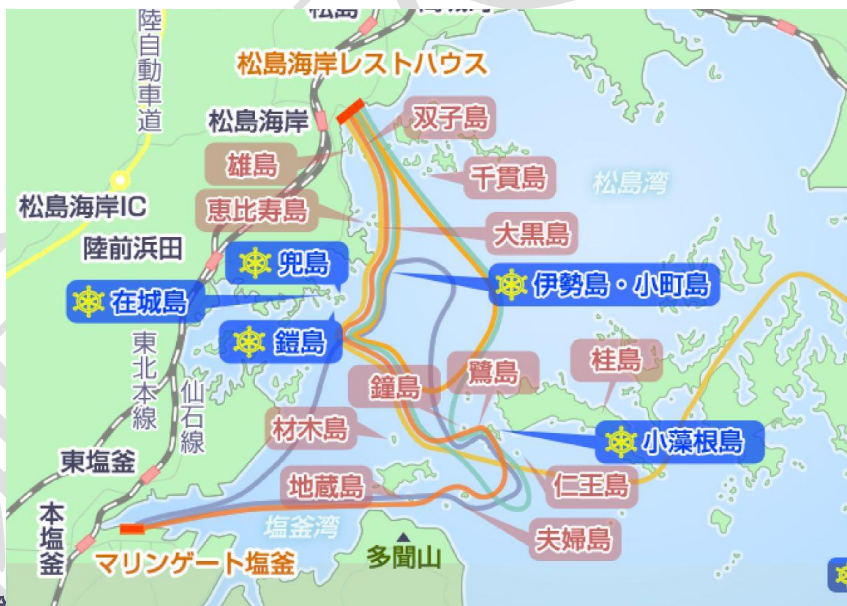 松島
陸自動車道
松島海岸レストハウス
松島海岸
双子島
雄島
千貫島
松島湾
松島海岸IC
恵比寿島
大黒島
陸前浜田
兜島
伊勢島・小町島
在城島
鎧島
東北本線
仙石線
鐘島
鷺島
桂島
材木島
小藻根島
東塩釜
地蔵島
仁王島
本塩釜
塩釜湾
夫婦島
多聞山
マリンゲート塩釜